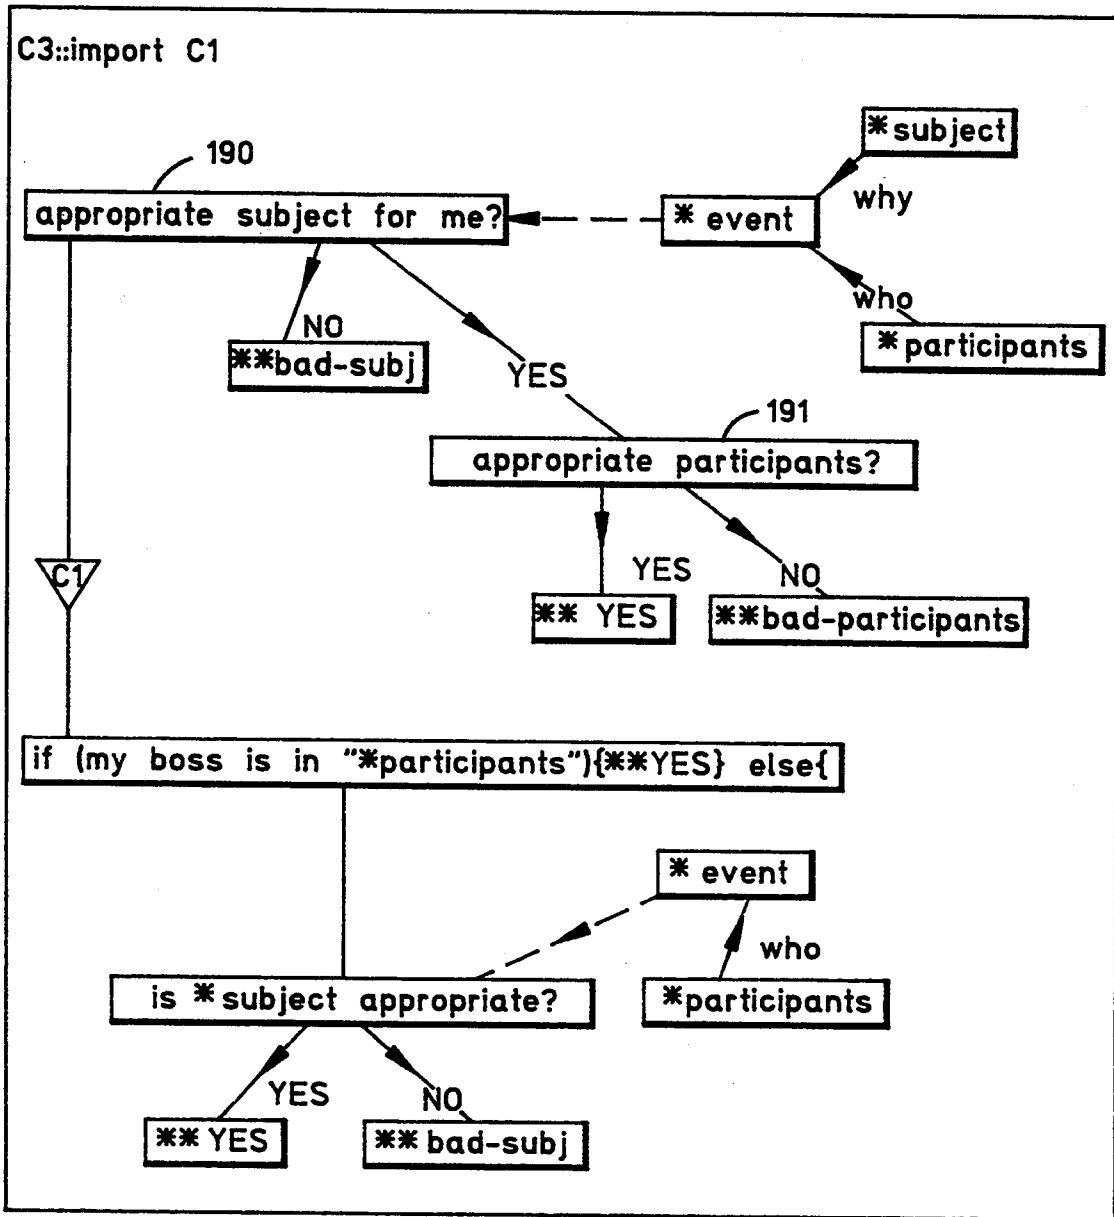 C3::import C1
*subject
190
why
appropriate subject for me?
* event
who
NO
*participants
**bad-subj
YES
191
appropriate participants?
C1
YES
NO
** YES
**bad-participants
if (my boss is in "*participants"){**YES} else{
* event
who
is *subject appropriate?
*participants
YES
NO
** YES
** bad-subj